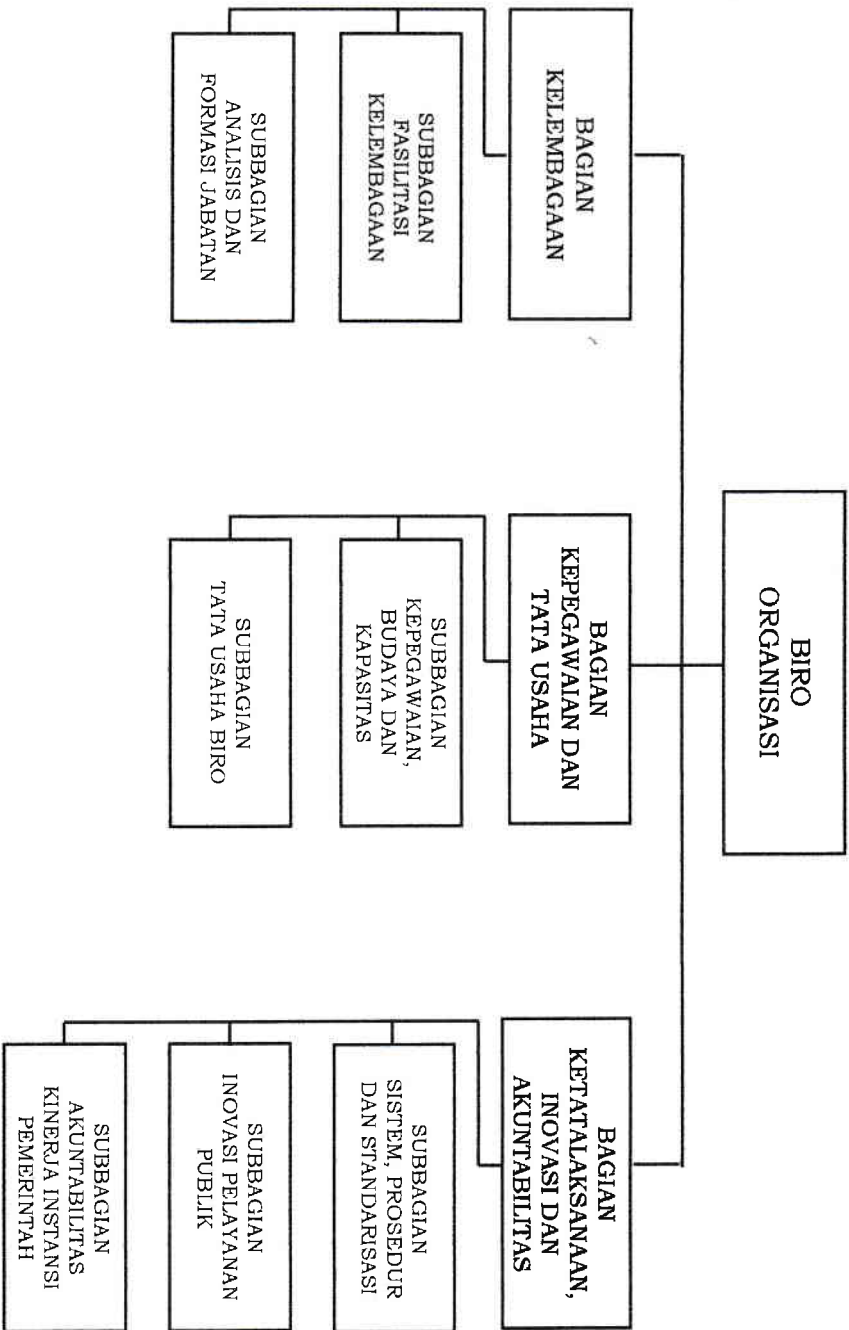 BIRO
ORGANISASI
BAGIAN
KELEMBAGAAN
SUBBAGIAN
FASILITASI
KELEMBAGAAN
SUBBAGIAN
ANALISIS DAN
FORMASI JABATAN
BAGIAN
KEPEGAWAIAN DAN
TATA USAHA
SUBBAGIAN
KEPEGAWAIAN,
BUDAYA DAN
KAPASITAS
SUBBAGIAN
TATA USAHA BIRO
BAGIAN
KETATALAKSANAAN,
INOVASI DAN
AKUNTABILITAS
SUBBAGIAN
SISTEM, PROSEDUR
DAN STANDARISASI
SUBBAGIAN
INOVASI PELAYANAN
PUBLIK
SUBBAGIAN
AKUNTABILITAS
KINERJA INSTANSI
PEMERINTAH